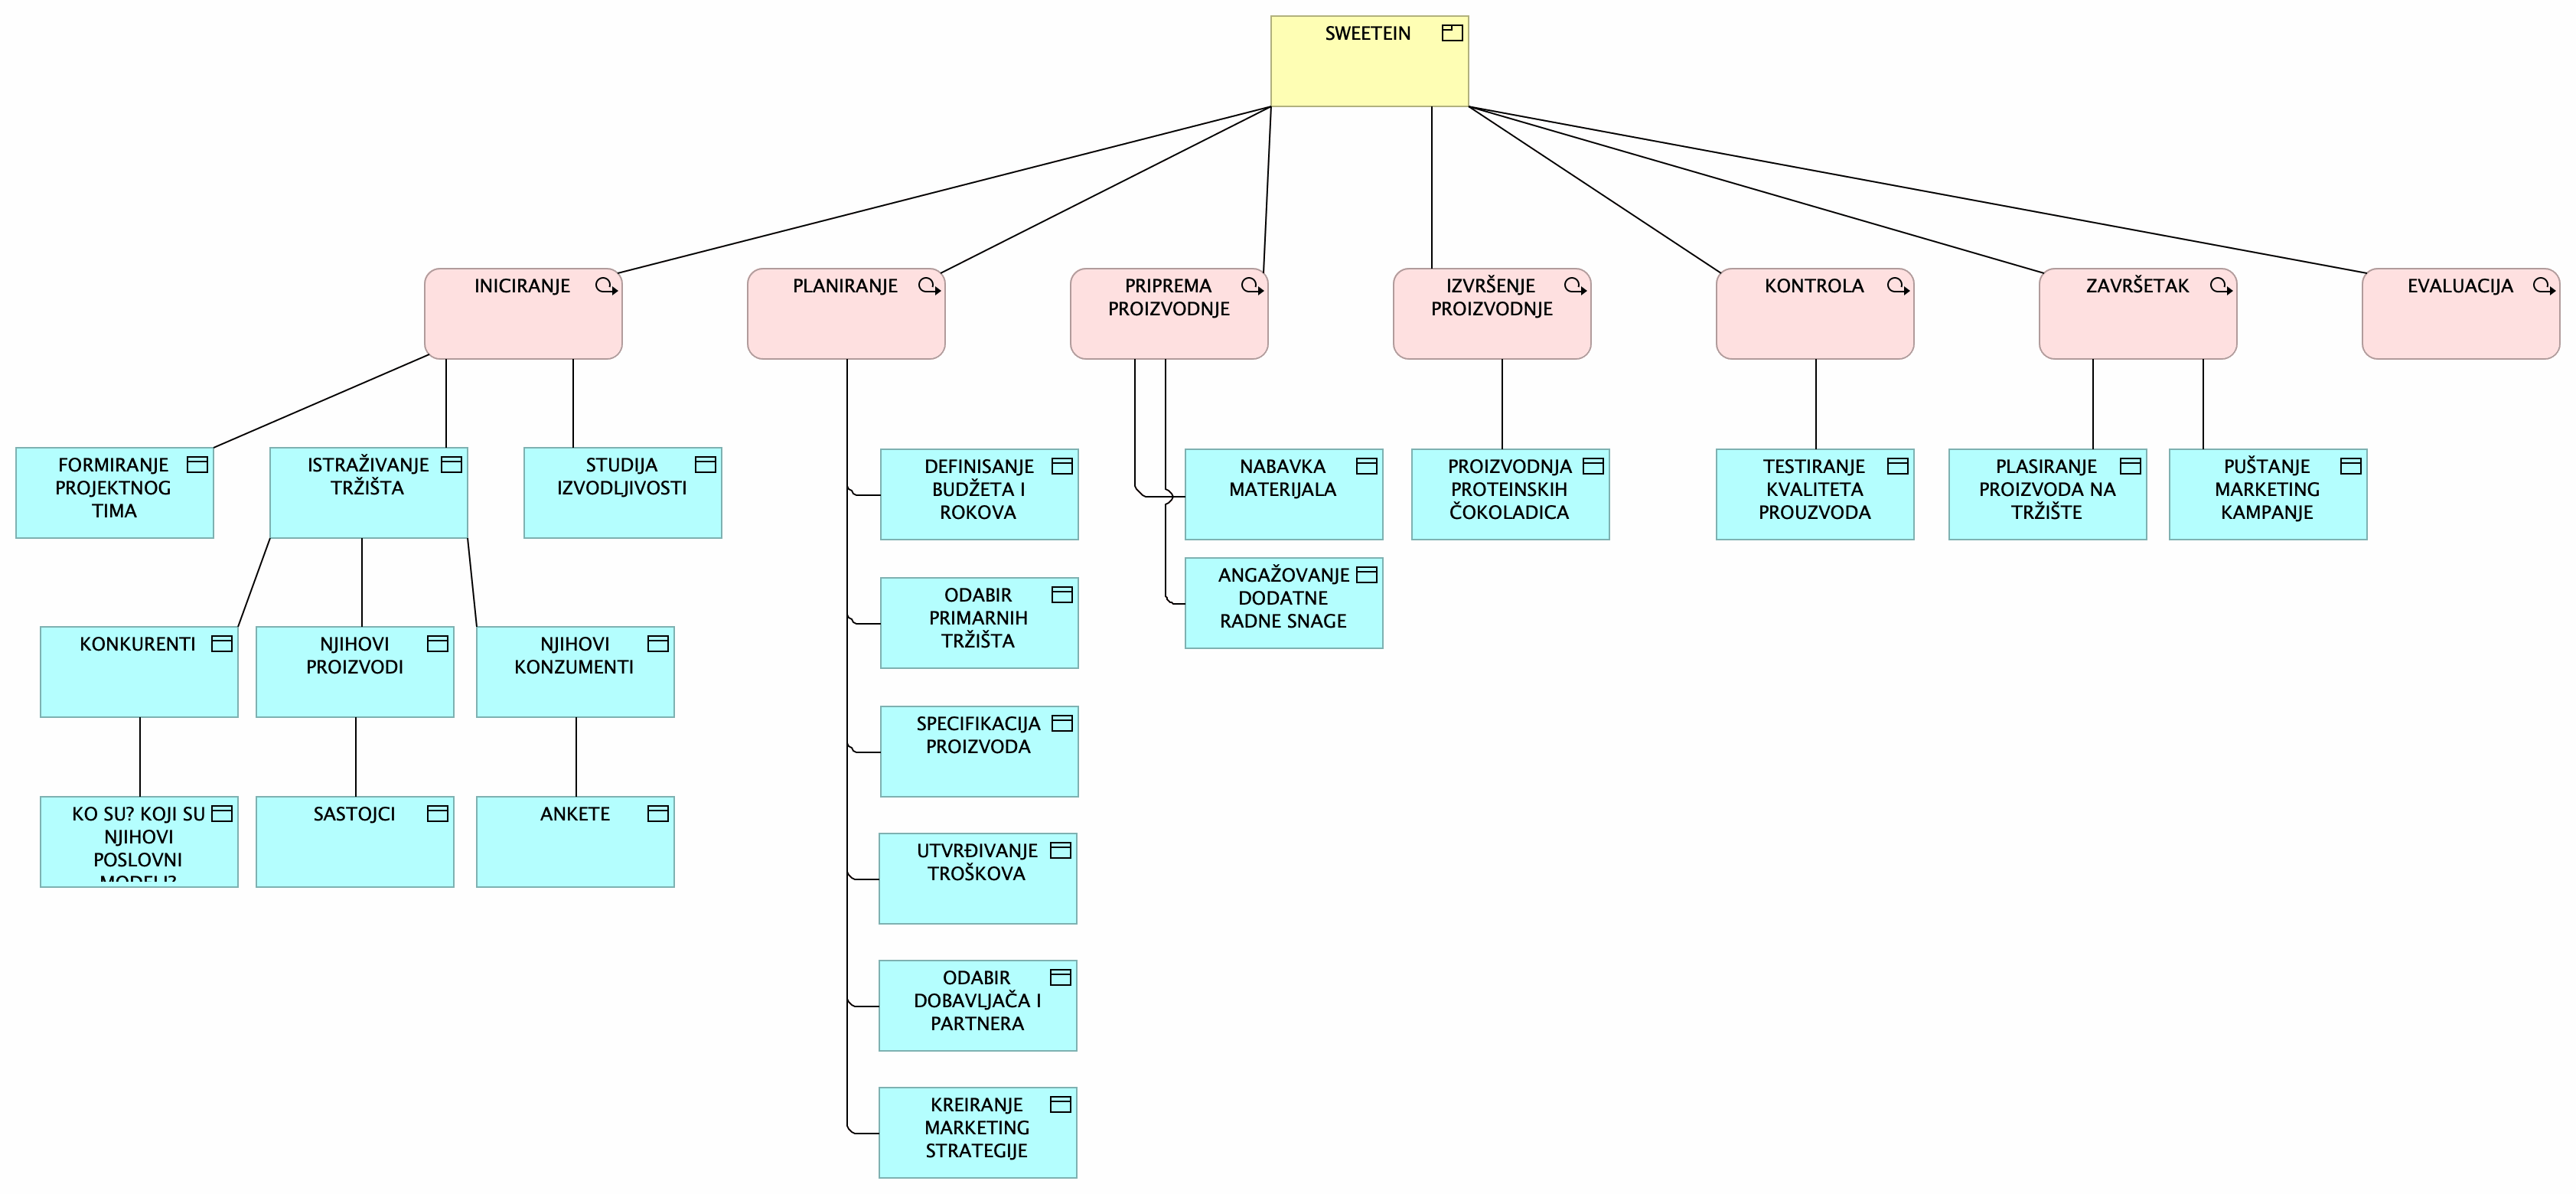 SWEETEIN
INICIRANJE
PLANIRANJE
PRIPREMA
PROIZVODNJE
IZVRŠENJE
PROIZVODNJE
KONTROLA
ZAVRŠETAK
EVALUACIJA
FORMIRANJE
PROJEKTNOG
TIMA
ISTRAŽIVANJE
TRŽIŠTA
STUDIJA
IZVODLJIVOSTI
DEFINISANJE
BUDŽETA I
ROKOVA
NABAVKA
MATERIJALA
PROIZVODNJA
PROTEINSKIH
ČOKOLADICA
TESTIRANJE
KVALITETA
PROUZVODA
PLASIRANJE
PROIZVODA NA
TRŽIŠTE
PUŠTANJE
MARKETING
KAMPANJE
ODABIR
PRIMARNIH
TRŽIŠTA
ANGAŽOVANJE
DODATNE
RADNE SNAGE
KONKURENTI
NJIHOVI
PROIZVODI
NJIHOVI
KONZUMENTI
SPECIFIKACIJA
PROIZVODA
KO SU? KOJI SU
NJIHOVI
POSLOVNI
MODELI?
SASTOJCI
ANKETE
UTVRĐIVANJE
TROŠKOVA
ODABIR
DOBAVLJAČA I
PARTNERA
KREIRANJE
MARKETING
STRATEGIJE